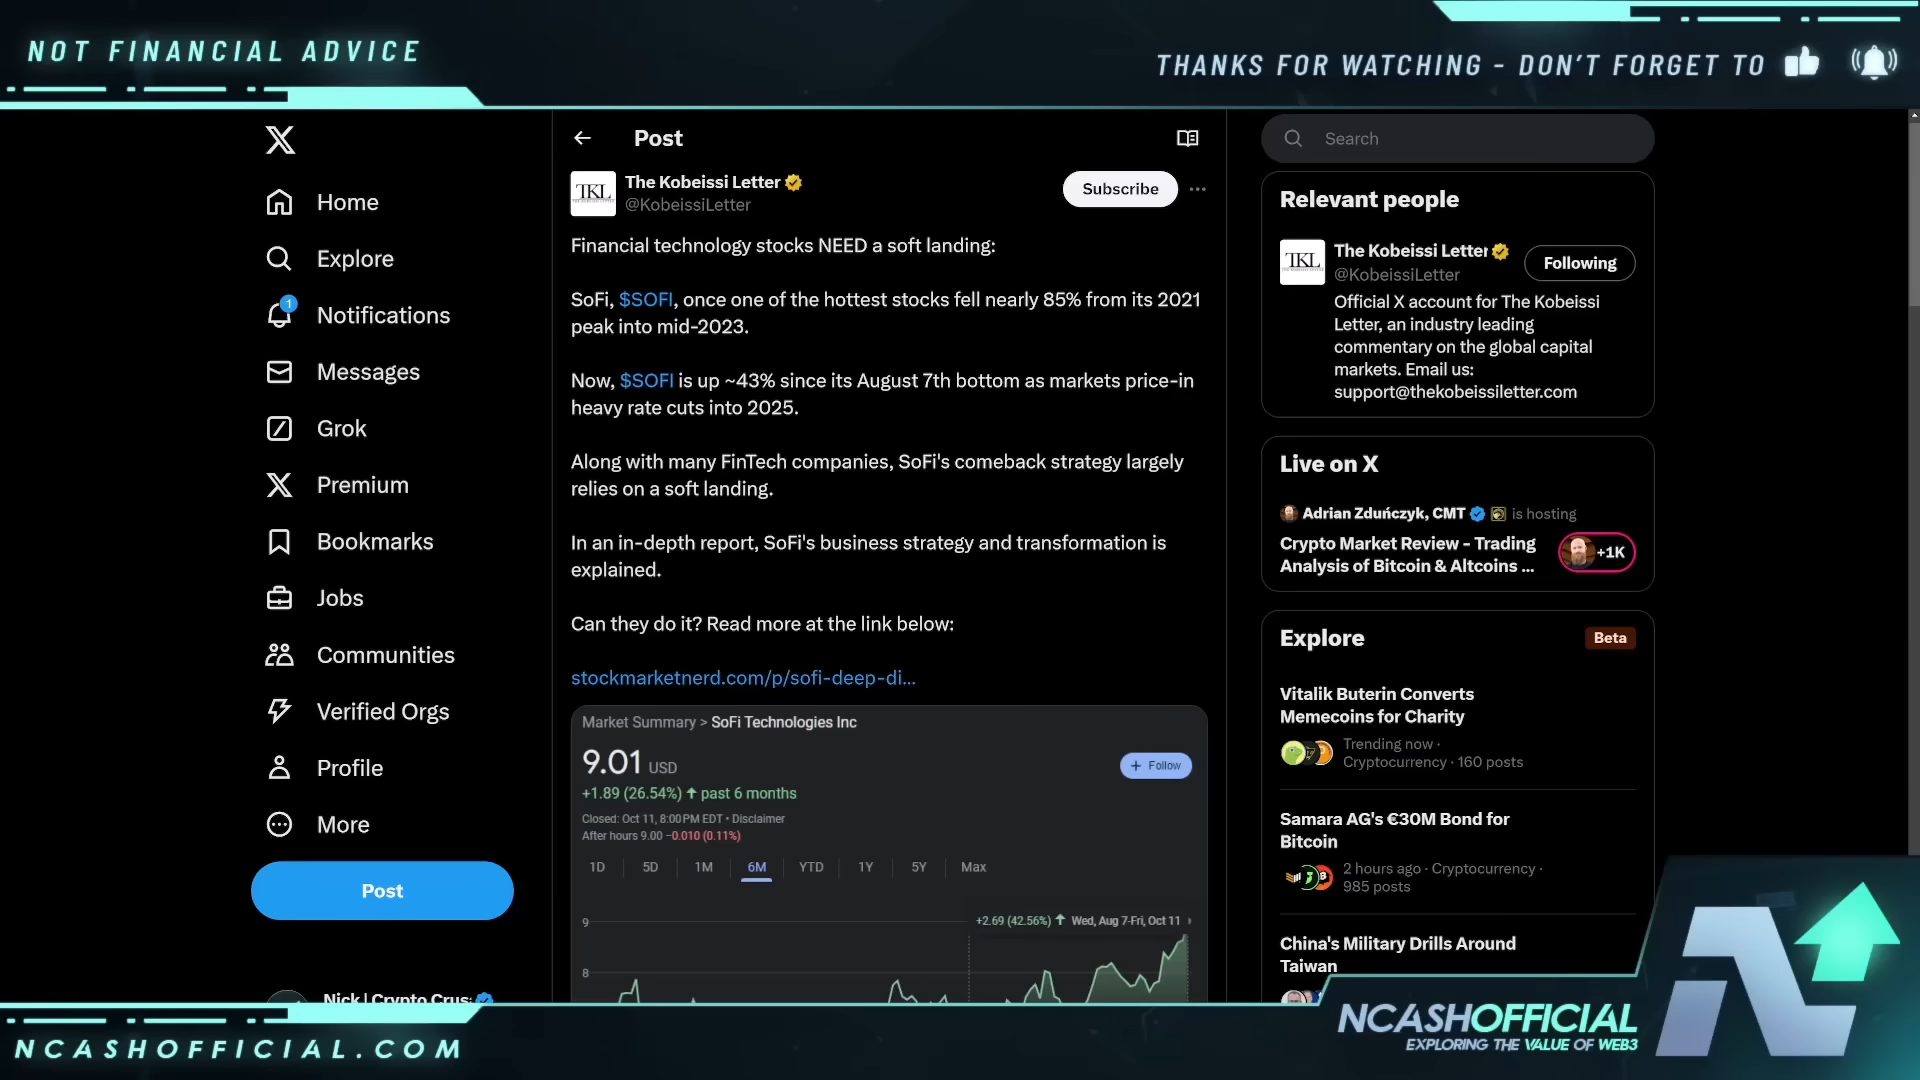 NOT FINANCIAL ADVICE
THANKS FOR WATCHING - DON'T FORGET TO
Home
Explore
1
Notifications
Messages
Grok
Premium
Bookmarks
Jobs
Communities
Verified Orgs
Profile
More
Post
Nick | Crypto Crus
Post
TKL
The Kobeissi Letter
@KobeissiLetter
Subscribe
Financial technology stocks NEED a soft landing:
SoFi, $SOFI, once one of the hottest stocks fell nearly 85% from its 2021
peak into mid-2023.
Now, $SOFI is up ~43% since its August 7th bottom as markets price-in
heavy rate cuts into 2025.
Along with many FinTech companies, SoFi's comeback strategy largely
relies on a soft landing.
In an in-depth report, SoFi's business strategy and transformation is
explained.
Can they do it? Read more at the link below:
stockmarketnerd.com/p/sofi-deep-di...
Market Summary > SoFi Technologies Inc
9.01 USD
+ Follow
+1.89 (26.54%) ↑ past 6 months
Closed: Oct 11, 8:00 PM EDT • Disclaimer
After hours 9.00 −0.010 (0.11%)
1D 5D 1M 6M YTD 1Y 5Y Max
+2.69 (42.56%) ↑ Wed, Aug 7-Fri, Oct 11
9
8
Search
Relevant people
TKL
The Kobeissi Letter
@KobeissiLetter
Following
Official X account for The Kobeissi
Letter, an industry leading
commentary on the global capital
markets. Email us:
support@thekobeissiletter.com
Live on X
Adrian Zduńczyk, CMT is hosting
Crypto Market Review - Trading
Analysis of Bitcoin & Altcoins ...
+1K
Explore
Beta
Vitalik Buterin Converts
Memecoins for Charity
Trending now ·
Cryptocurrency · 160 posts
Samara AG's €30M Bond for
Bitcoin
2 hours ago · Cryptocurrency ·
985 posts
China's Military Drills Around
Taiwan
NCASHOFFICIAL.COM
NCASHOFFICIAL
EXPLORING THE VALUE OF WEB3